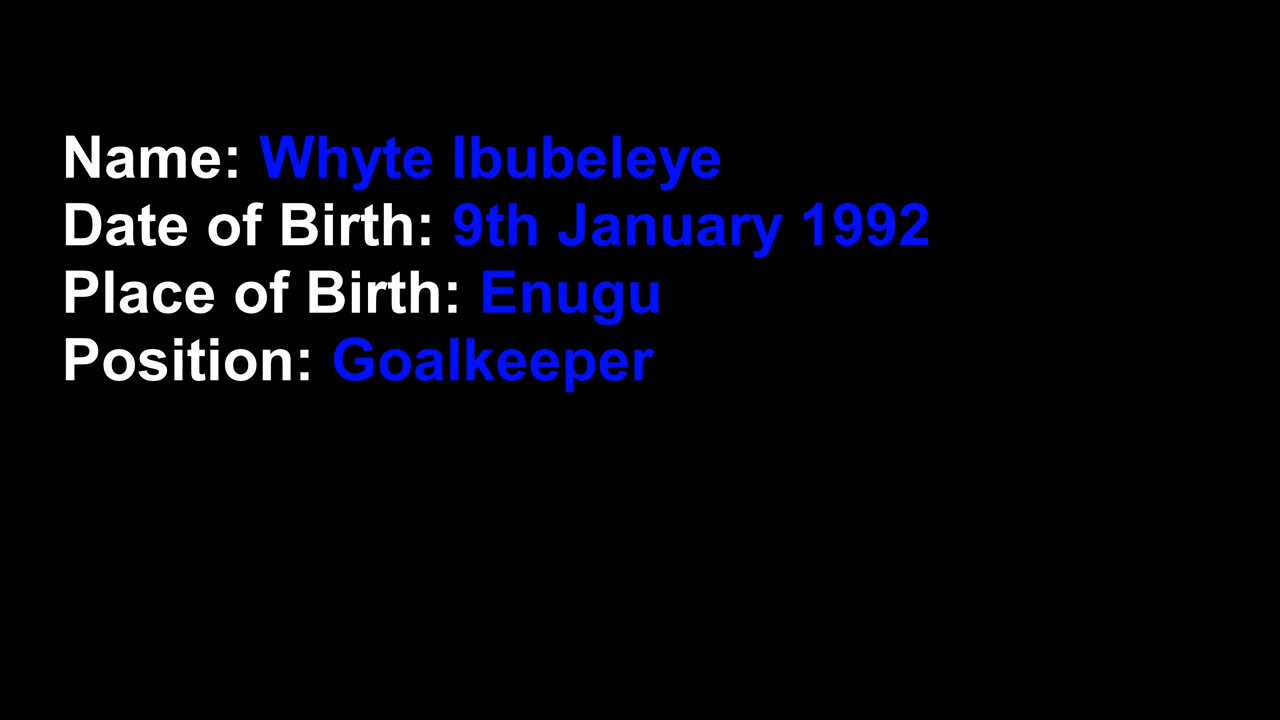 Name: Whyte Ibubeleye
Date of Birth: 9th January 1992
Place of Birth: Enugu
Position: Goalkeeper